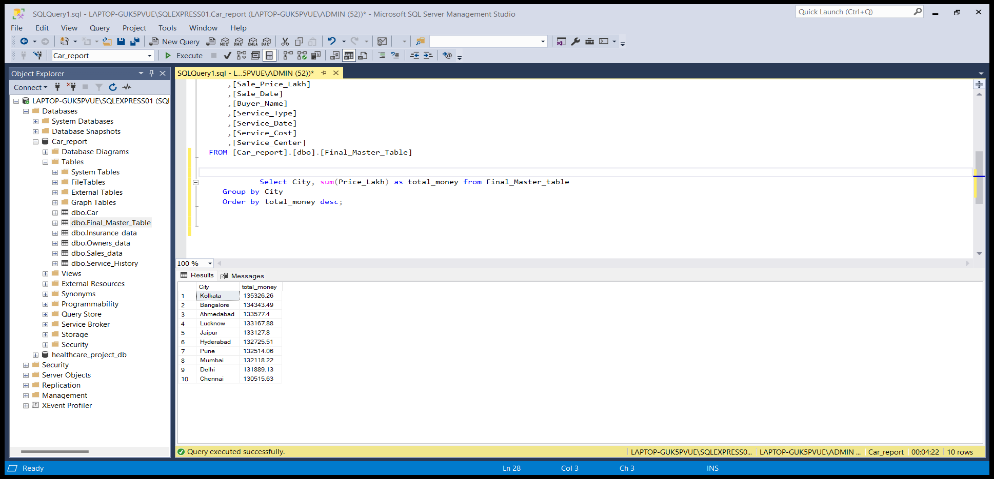 SQLQuery1.sql - LAPTOP-GUK5PVUE\SQLEXPRESS01.Car_report (LAPTOP-GUK5PVUE\ADMIN (52))* - Microsoft SQL Server Management Studio
Quick Launch (Ctrl+Q)
File Edit View Query Project Tools Window Help
New Query
Car_report
Execute
Object Explorer
Connect
LAPTOP-GUK5PVUE\SQLEXPRESS01 (SQL
Databases
System Databases
Database Snapshots
Car_report
Database Diagrams
Tables
System Tables
FileTables
External Tables
Graph Tables
dbo.Car
dbo.Final_Master_Table
dbo.Insurance_data
dbo.Owners_data
dbo.Sales_data
dbo.Service_History
Views
External Resources
Synonyms
Programmability
Query Store
Service Broker
Storage
Security
healthcare_project_db
Security
Server Objects
Replication
Management
XEvent Profiler
SQLQuery1.sql - L...5PVUE\ADMIN (52))*
,[Sale_Price_Lakh]
,[Sale_Date]
,[Buyer_Name]
,[Service_Type]
,[Service_Date]
,[Service_Cost]
,[Service_Center]
FROM [Car_report].[dbo].[Final_Master_Table]
Select City, sum(Price_Lakh) as total_money from Final_Master_table
Group by City
Order by total_money desc;
100 %
Results Messages
City total_money
1 Kolkata 135326.26
2 Bangalore 134343.49
3 Ahmedabad 133577.4
4 Lucknow 133167.88
5 Jaipur 133127.8
6 Hyderabad 132725.51
7 Pune 132514.06
8 Mumbai 132118.22
9 Delhi 131889.13
10 Chennai 130515.63
Query executed successfully.
LAPTOP-GUK5PVUE\SQLEXPRESS0... LAPTOP-GUK5PVUE\ADMIN ... Car_report 00:04:22 10 rows
Ready Ln 28 Col 3 Ch 3 INS